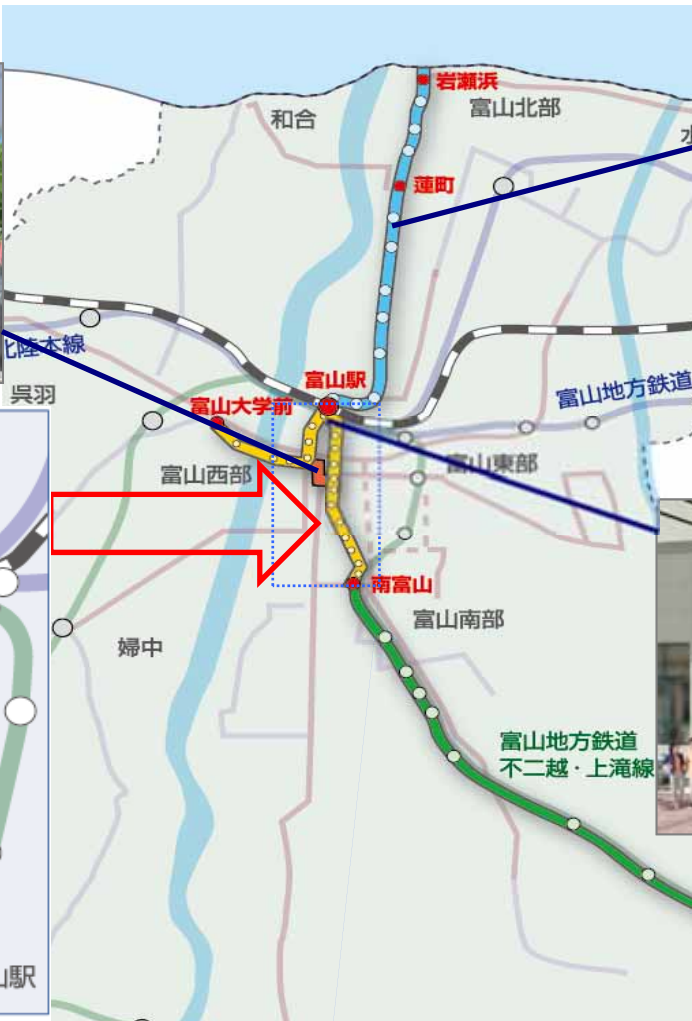 岩瀬浜
富山北部
和合
蓮町
北陸本線
富山駅
富山地方鉄道
呉羽
富山大学前
富山西部
富山東部
南富山
富山南部
婦中
富山地方鉄道
不二越・上滝線
山駅